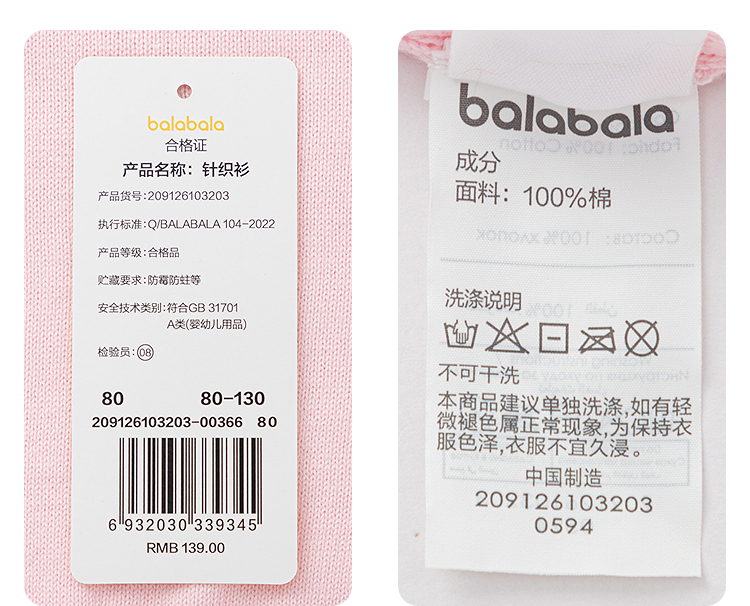 balabala
合格证
产品名称：针织衫
产品货号：209126103203
执行标准：Q/BALABALA 104-2022
产品等级：合格品
贮藏要求：防霉防蛀等
安全技术类别：符合GB 31701
A类(婴幼儿用品)
检验员：08
80 80-130
209126103203-00366 80
6 932030 339345
RMB 139.00
balabala
成分
面料：100%棉
洗涤说明
不可干洗
本商品建议单独洗涤,如有轻
微褪色属正常现象,为保持衣
服色泽,衣服不宜久浸。
中国制造
209126103203
0594